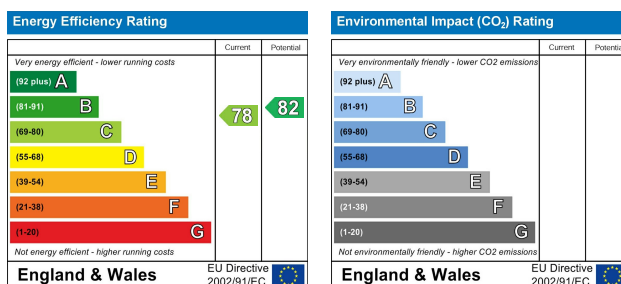 Energy Efficiency Rating
Current Potential
Very energy efficient - lower running costs
(92 plus) A
(81-91) B
(69-80) C
(55-68) D
(39-54) E
(21-38) F
(1-20) G
78
82
Not energy efficient - higher running costs
England & Wales
EU Directive
2002/91/EC
Environmental Impact (CO₂) Rating
Current Potential
Very environmentally friendly - lower CO2 emissions
(92 plus) A
(81-91) B
(69-80) C
(55-68) D
(39-54) E
(21-38) F
(1-20) G
Not environmentally friendly - higher CO2 emissions
England & Wales
EU Directive
2002/91/EC